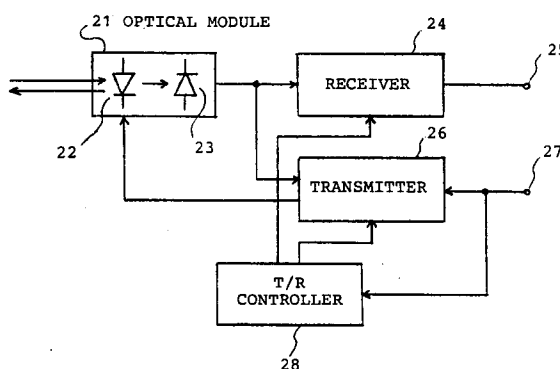 21 OPTICAL MODULE
24
25
RECEIVER
22
23
26
27
TRANSMITTER
T/R
CONTROLLER
28